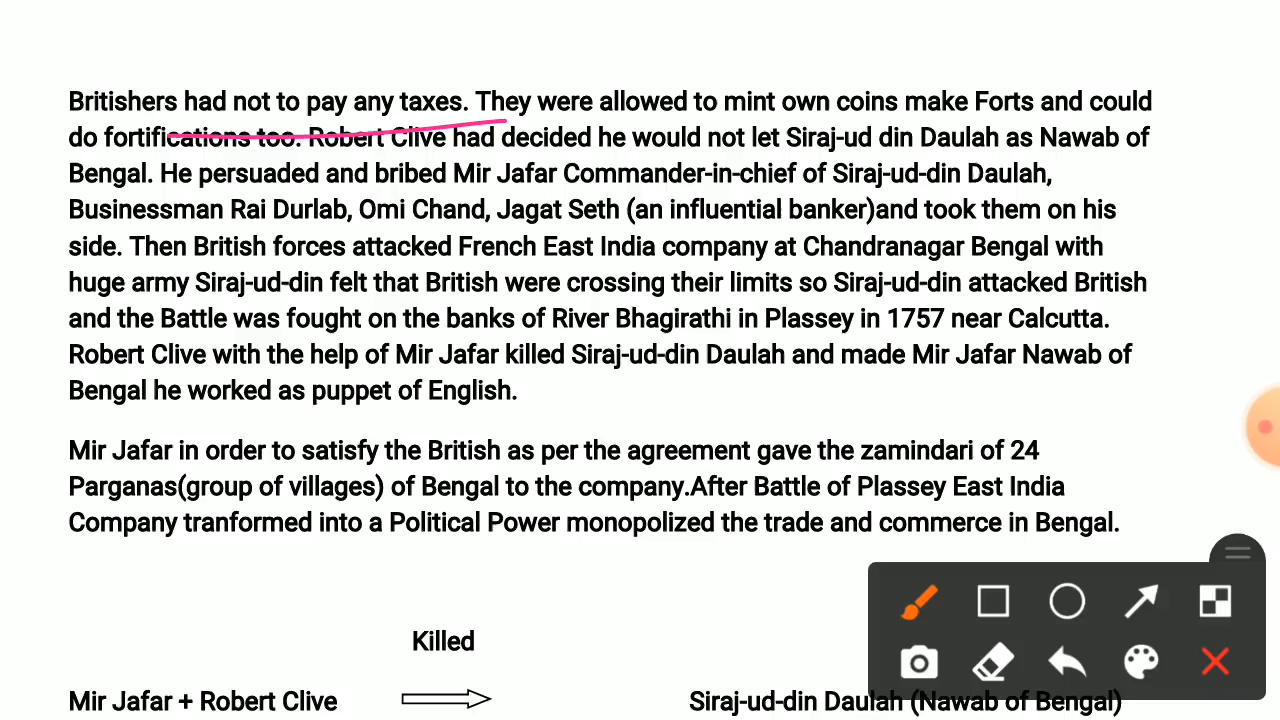 Britishers had not to pay any taxes. They were allowed to mint own coins make Forts and could
do fortifications too. Robert Clive had decided he would not let Siraj-ud din Daulah as Nawab of
Bengal. He persuaded and bribed Mir Jafar Commander-in-chief of Siraj-ud-din Daulah,
Businessman Rai Durlab, Omi Chand, Jagat Seth (an influential banker)and took them on his
side. Then British forces attacked French East India company at Chandranagar Bengal with
huge army Siraj-ud-din felt that British were crossing their limits so Siraj-ud-din attacked British
and the Battle was fought on the banks of River Bhagirathi in Plassey in 1757 near Calcutta.
Robert Clive with the help of Mir Jafar killed Siraj-ud-din Daulah and made Mir Jafar Nawab of
Bengal he worked as puppet of English.
Mir Jafar in order to satisfy the British as per the agreement gave the zamindari of 24
Parganas(group of villages) of Bengal to the company.After Battle of Plassey East India
Company tranformed into a Political Power monopolized the trade and commerce in Bengal.
Killed
Mir Jafar + Robert Clive
Siraj-ud-din Daulah (Nawab of Bengal)